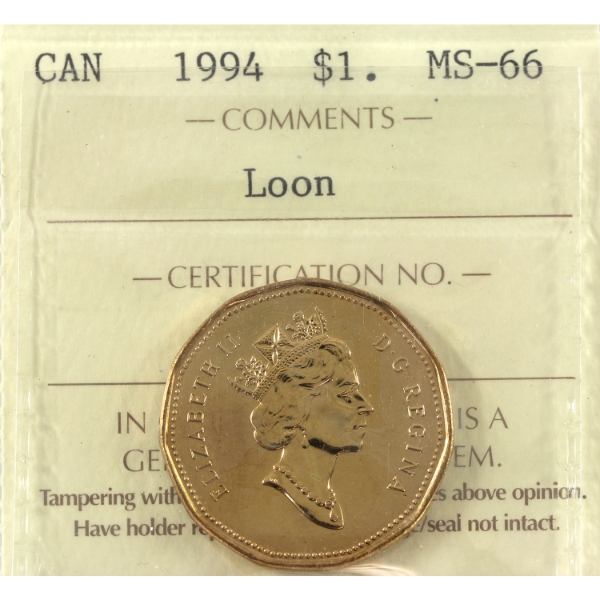 CAN 1994 $1. MS-66
— COMMENTS —
Loon
— CERTIFICATION NO. —
ELIZABETH II D·G·REGINA
IN IS A
GE EM.
Tampering with s above opinion.
Have holder re /seal not intact.